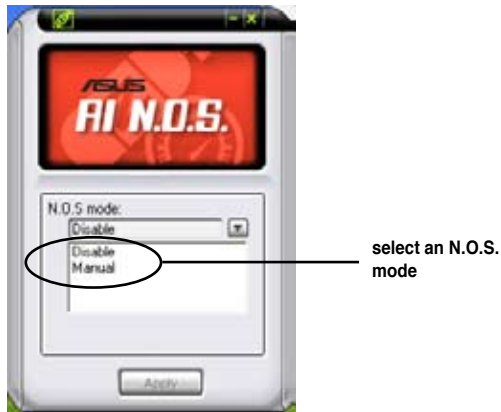 ASUS
AI N.O.S.
N.O.S mode:
Disable
Disable
Manual
select an N.O.S.
mode
Apply